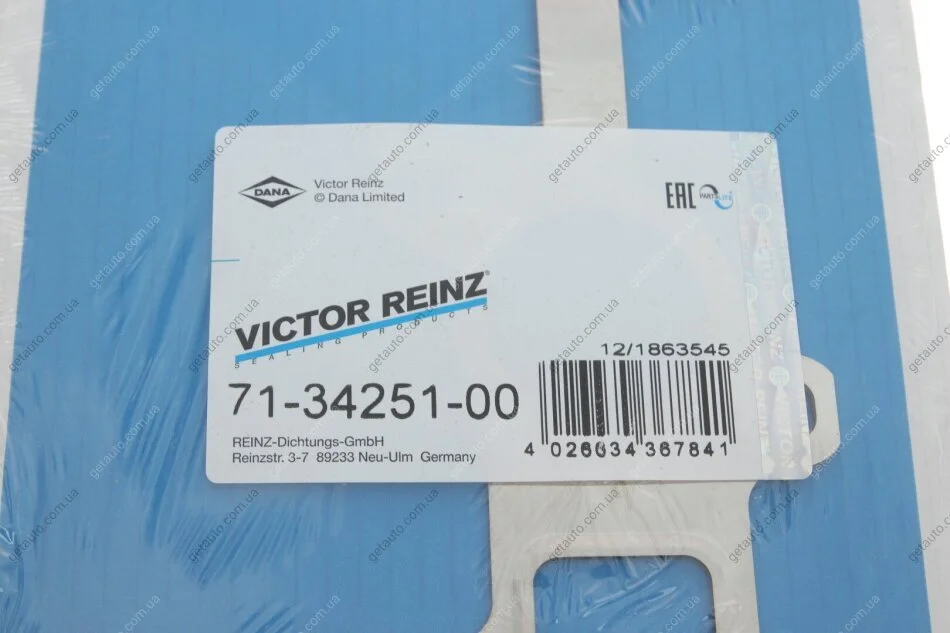 DANA
Victor Reinz
© Dana Limited
EAC
PART
VICTOR REINZ®
SEALING PRODUCTS
12/1863545
71-34251-00
4 026634 367841
REINZ-Dichtungs-GmbH
Reinzstr. 3-7 89233 Neu-Ulm Germany
getauto.com.ua